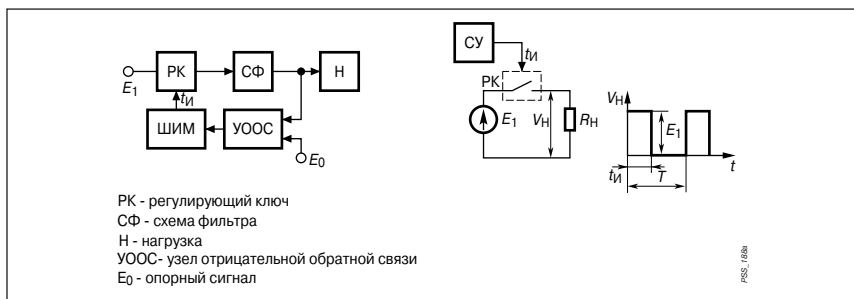 РК
СФ
Н
E1
tИ
ШИМ
УООС
E0
РК - регулирующий ключ
СФ - схема фильтра
Н - нагрузка
УООС- узел отрицательной обратной связи
E0 - опорный сигнал
СУ
tИ
РК
E1
VН
RН
VН
E1
tИ
T
t
PSS_188a